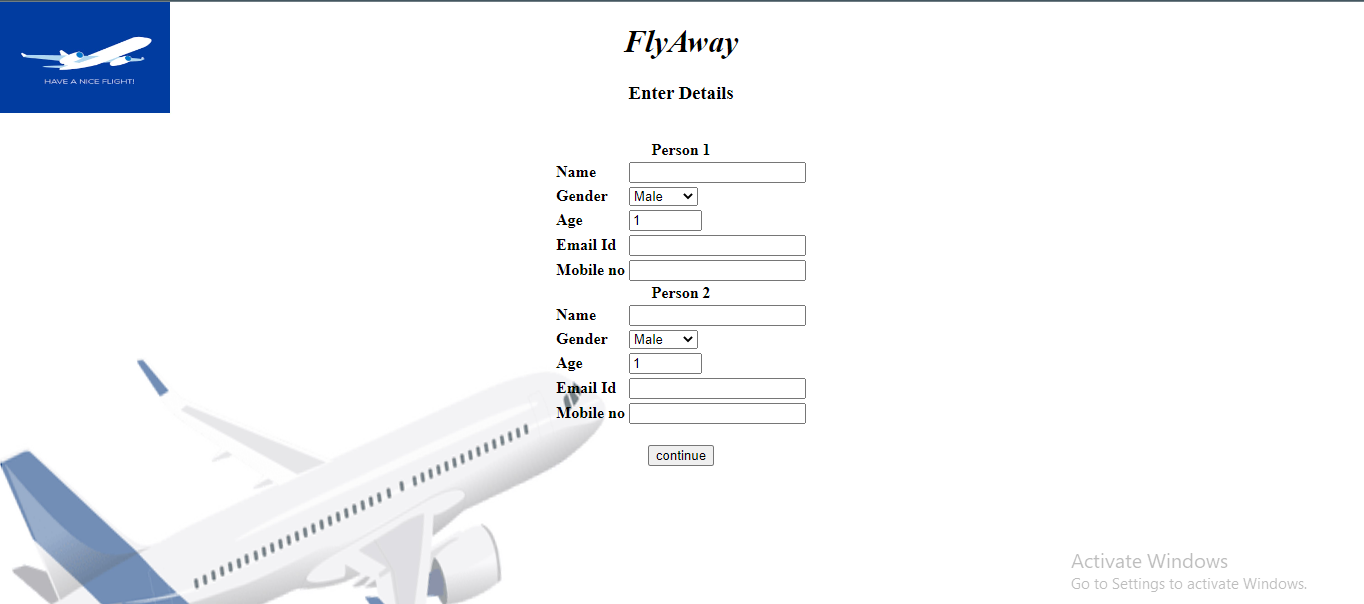 HAVE A NICE FLIGHT!
FlyAway
Enter Details
Person 1
Name
Gender Male
Age 1
Email Id
Mobile no
Person 2
Name
Gender Male
Age 1
Email Id
Mobile no
continue
Activate Windows
Go to Settings to activate Windows.